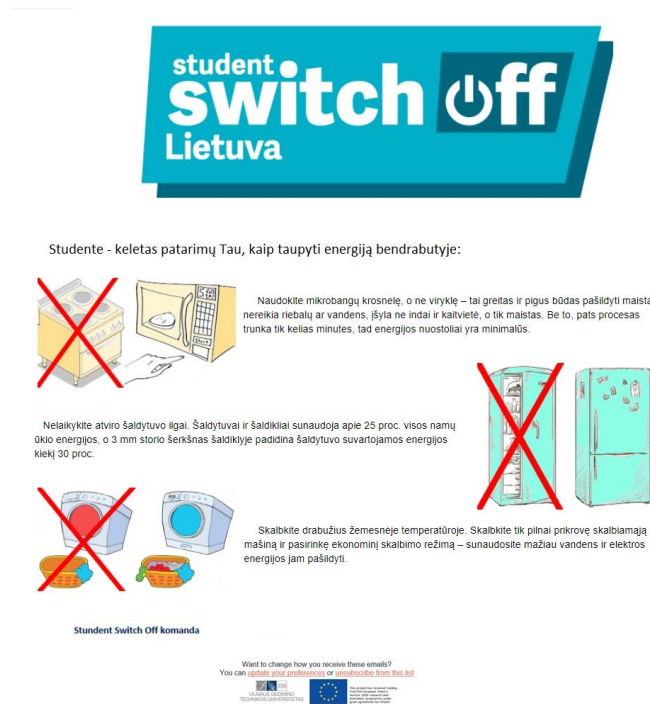 student
switch off
Lietuva
Studente - keletas patarimų Tau, kaip taupyti energiją bendrabutyje:
Naudokite mikrobangų krosnelę, o ne viryklę – tai greitas ir pigus būdas pašildyti maistą
nereikia riebalų ar vandens, įšyla ne indai ir kaitvietė, o tik maistas. Be to, pats procesas
trunka tik kelias minutes, tad energijos nuostoliai yra minimalūs.
Nelaikykite atviro šaldytuvo ilgai. Šaldytuvai ir šaldikliai sunaudoja apie 25 proc. visos namų
ūkio energijos, o 3 mm storio šerkšnas šaldiklyje padidina šaldytuvo suvartojamos energijos
kiekį 30 proc.
Skalbkite drabužius žemesnėje temperatūroje. Skalbkite tik pilnai prikrovę skalbiamąją
mašiną ir pasirinkę ekonominį skalbimo režimą – sunaudosite mažiau vandens ir elektros
energijos jam pašildyti.
Stundent Switch Off komanda
Want to change how you receive these emails?
You can update your preferences or unsubscribe from this list
VILNIAUS GEDIMINO
TECHNIKOS UNIVERSITETAS